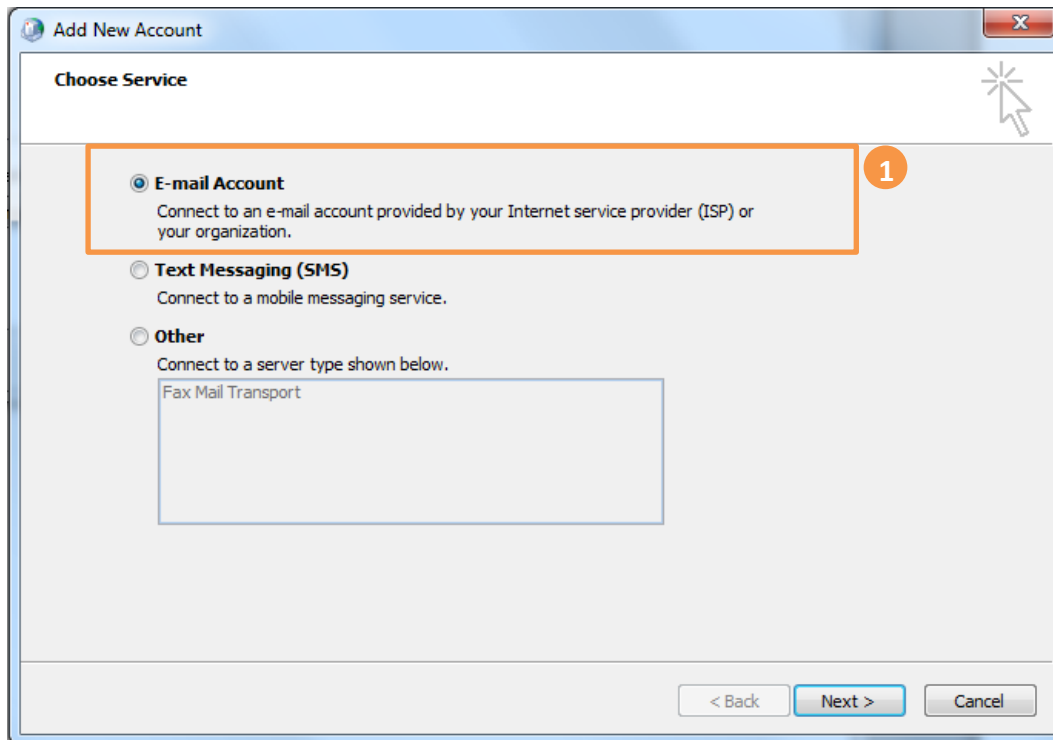 Add New Account
Choose Service
1
E-mail Account
Connect to an e-mail account provided by your Internet service provider (ISP) or
your organization.
Text Messaging (SMS)
Connect to a mobile messaging service.
Other
Connect to a server type shown below.
Fax Mail Transport
< Back Next > Cancel